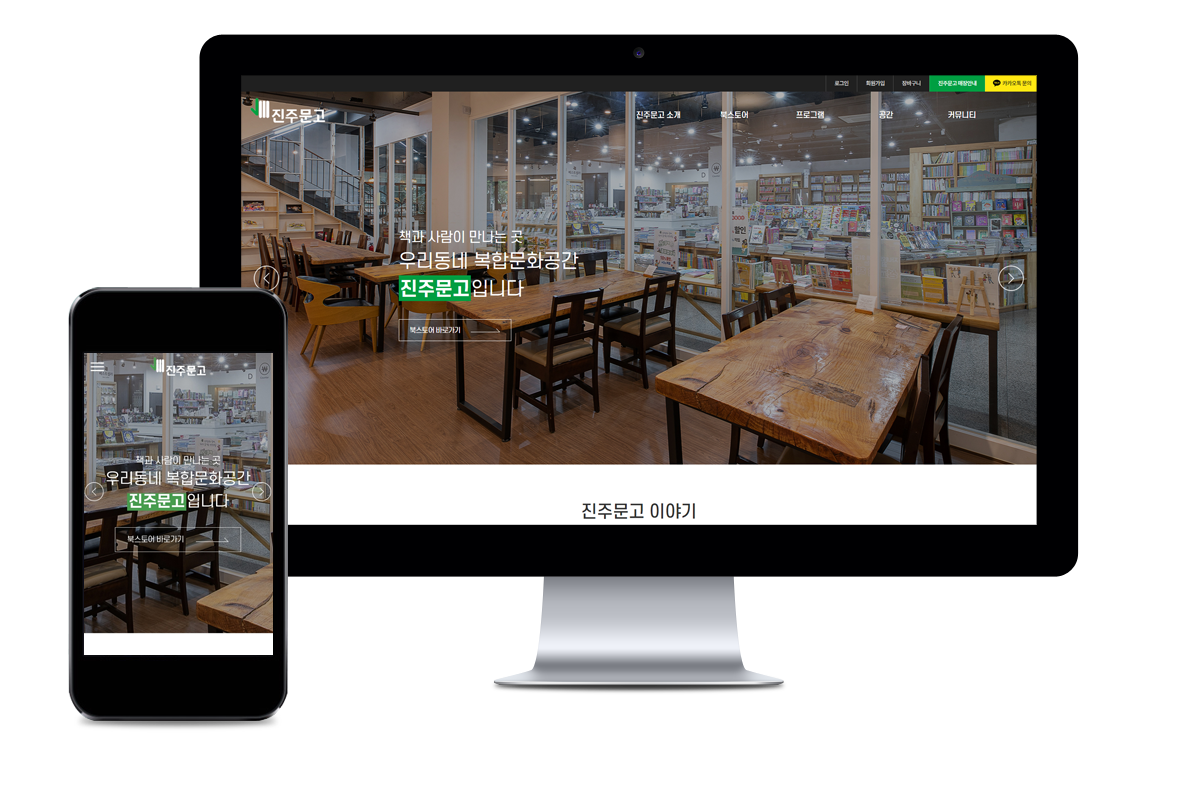 로그인 회원가입 장바구니 진주문고 매장안내 카카오톡 문의
진주문고
진주문고 소개 북스토어 프로그램 공간 커뮤니티
책과 사람이 만나는 곳
우리동네 복합문화공간
진주문고입니다
북스토어 바로가기
진주문고 이야기
진주문고
책과 사람이 만나는 곳
우리동네 복합문화공간
진주문고입니다
북스토어 바로가기